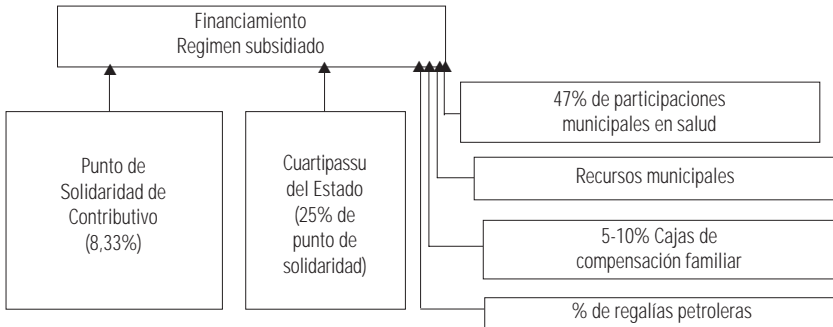 Financiamiento
Regimen subsidiado
Punto de
Solidaridad de
Contributivo
(8,33%)
Cuartipassu
del Estado
(25% de
punto de
solidaridad)
47% de participaciones
municipales en salud
Recursos municipales
5-10% Cajas de
compensación familiar
% de regalías petroleras